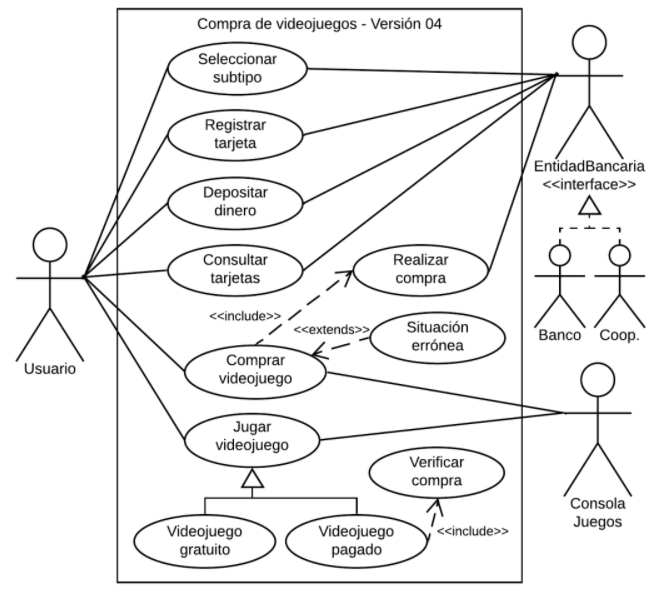 Compra de videojuegos - Versión 04
Seleccionar
subtipo
Registrar
tarjeta
EntidadBancaria
<<interface>>
Depositar
dinero
Consultar
tarjetas
Realizar
compra
<<include>>
<<extends>>
Situación
errónea
Banco
Coop.
Usuario
Comprar
videojuego
Jugar
videojuego
Verificar
compra
Consola
Juegos
Videojuego
gratuito
Videojuego
pagado
<<include>>